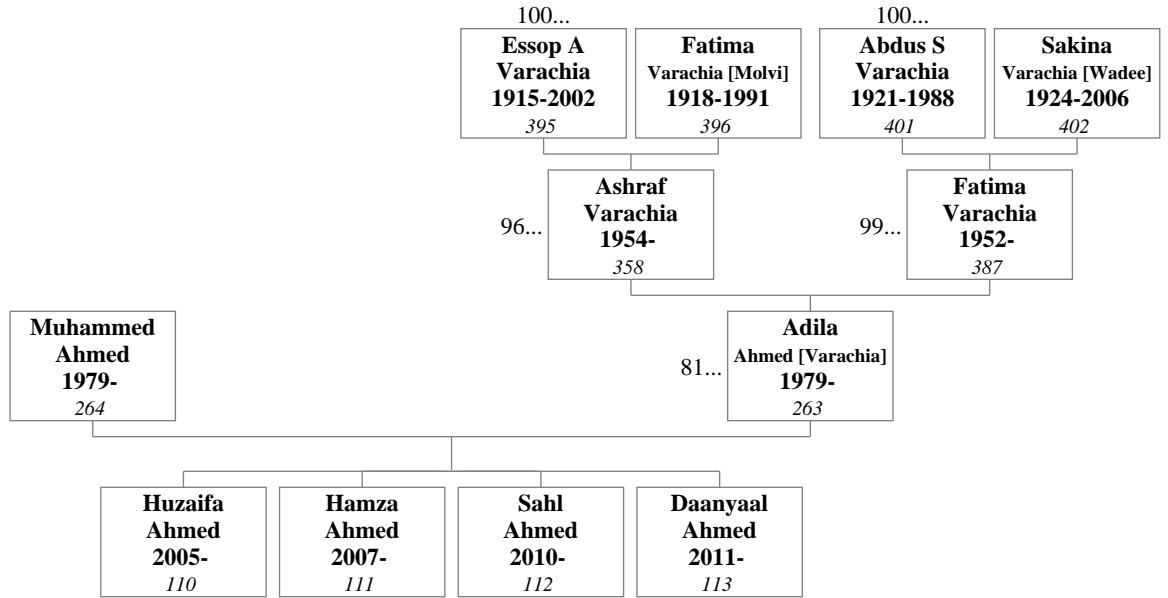 100...
Essop A
Varachia
1915-2002
395
Fatima
Varachia [Molvi]
1918-1991
396
100...
Abdus S
Varachia
1921-1988
401
Sakina
Varachia [Wadee]
1924-2006
402
96...
Ashraf
Varachia
1954-
358
99...
Fatima
Varachia
1952-
387
Muhammed
Ahmed
1979-
264
81...
Adila
Ahmed [Varachia]
1979-
263
Huzaifa
Ahmed
2005-
110
Hamza
Ahmed
2007-
111
Sahl
Ahmed
2010-
112
Daanyaal
Ahmed
2011-
113